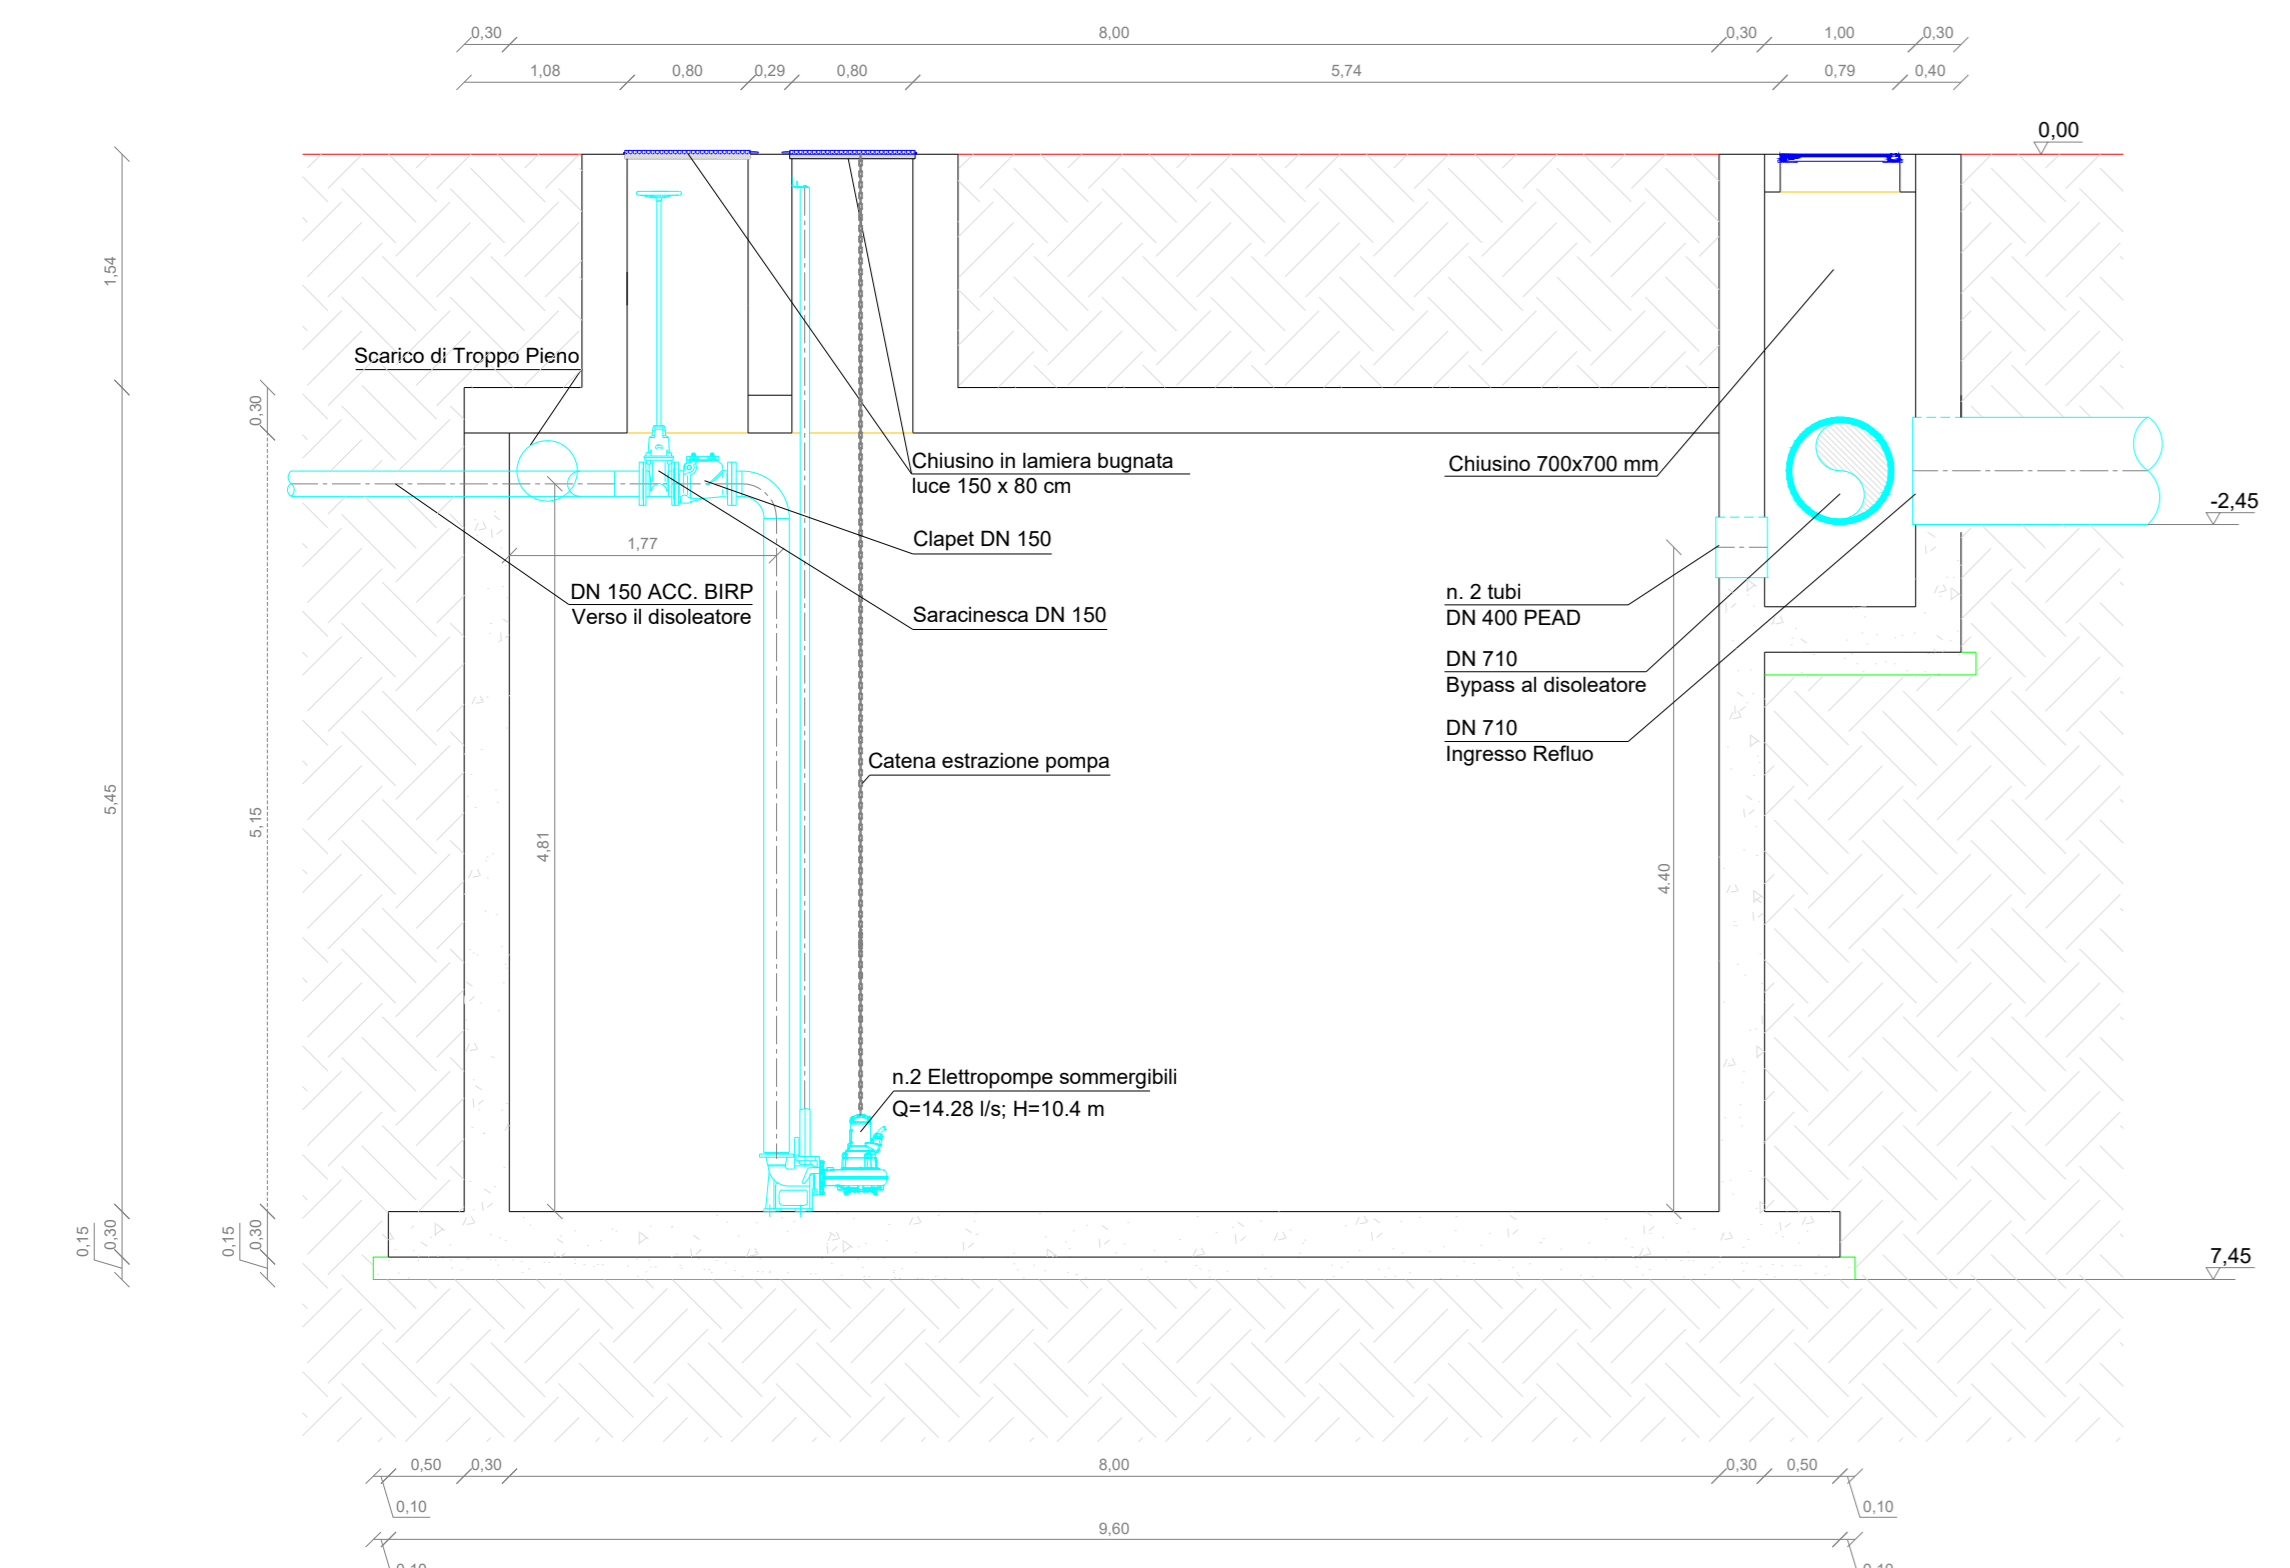 0,30
8,00
0,30
1,00
0,30
1,08
0,80
0,29
0,80
5,74
0,79
0,40
0,00
1,54
Scarico di Troppo Pieno
0,30
Chiusino in lamiera bugnata
luce 150 x 80 cm
Chiusino 700x700 mm
-2,45
Clapet DN 150
1,77
DN 150 ACC. BIRP
Verso il disoleatore
Saracinesca DN 150
n. 2 tubi
DN 400 PEAD
DN 710
Bypass al disoleatore
DN 710
Ingresso Refluo
Catena estrazione pompa
5,45
5,15
4,81
4.40
n.2 Elettropompe sommergibili
Q=14.28 l/s; H=10.4 m
0,15
0,30
0,15
0,30
7,45
0,50
0,30
8,00
0,30
0,50
0,10
0,10
9,60
0,10
0,10